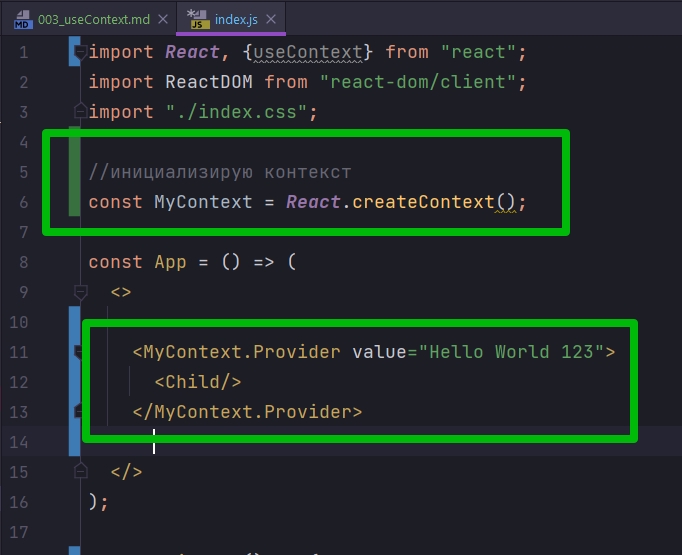 003_useContext.md index.js
1 import React, {useContext} from "react";
2 import ReactDOM from "react-dom/client";
3 import "./index.css";
4
5 //инициализирую контекст
6 const MyContext = React.createContext();
7
8 const App = () => (
9 <>
10
11 <MyContext.Provider value="Hello World 123">
12 <Child/>
13 </MyContext.Provider>
14
15 </>
16 );
17